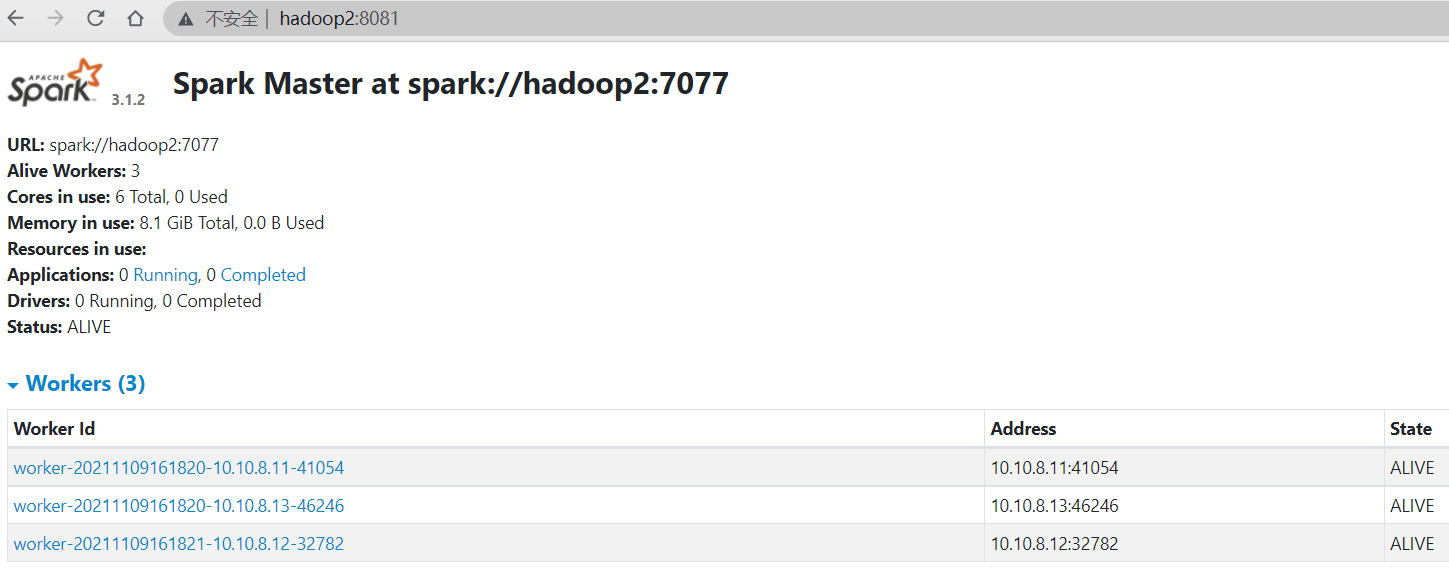 不安全 | hadoop2:8081
APACHE Spark 3.1.2 Spark Master at spark://hadoop2:7077
URL: spark://hadoop2:7077
Alive Workers: 3
Cores in use: 6 Total, 0 Used
Memory in use: 8.1 GiB Total, 0.0 B Used
Resources in use:
Applications: 0 Running, 0 Completed
Drivers: 0 Running, 0 Completed
Status: ALIVE
Workers (3)
Worker Id Address State
worker-20211109161820-10.10.8.11-41054 10.10.8.11:41054 ALIVE
worker-20211109161820-10.10.8.13-46246 10.10.8.13:46246 ALIVE
worker-20211109161821-10.10.8.12-32782 10.10.8.12:32782 ALIVE